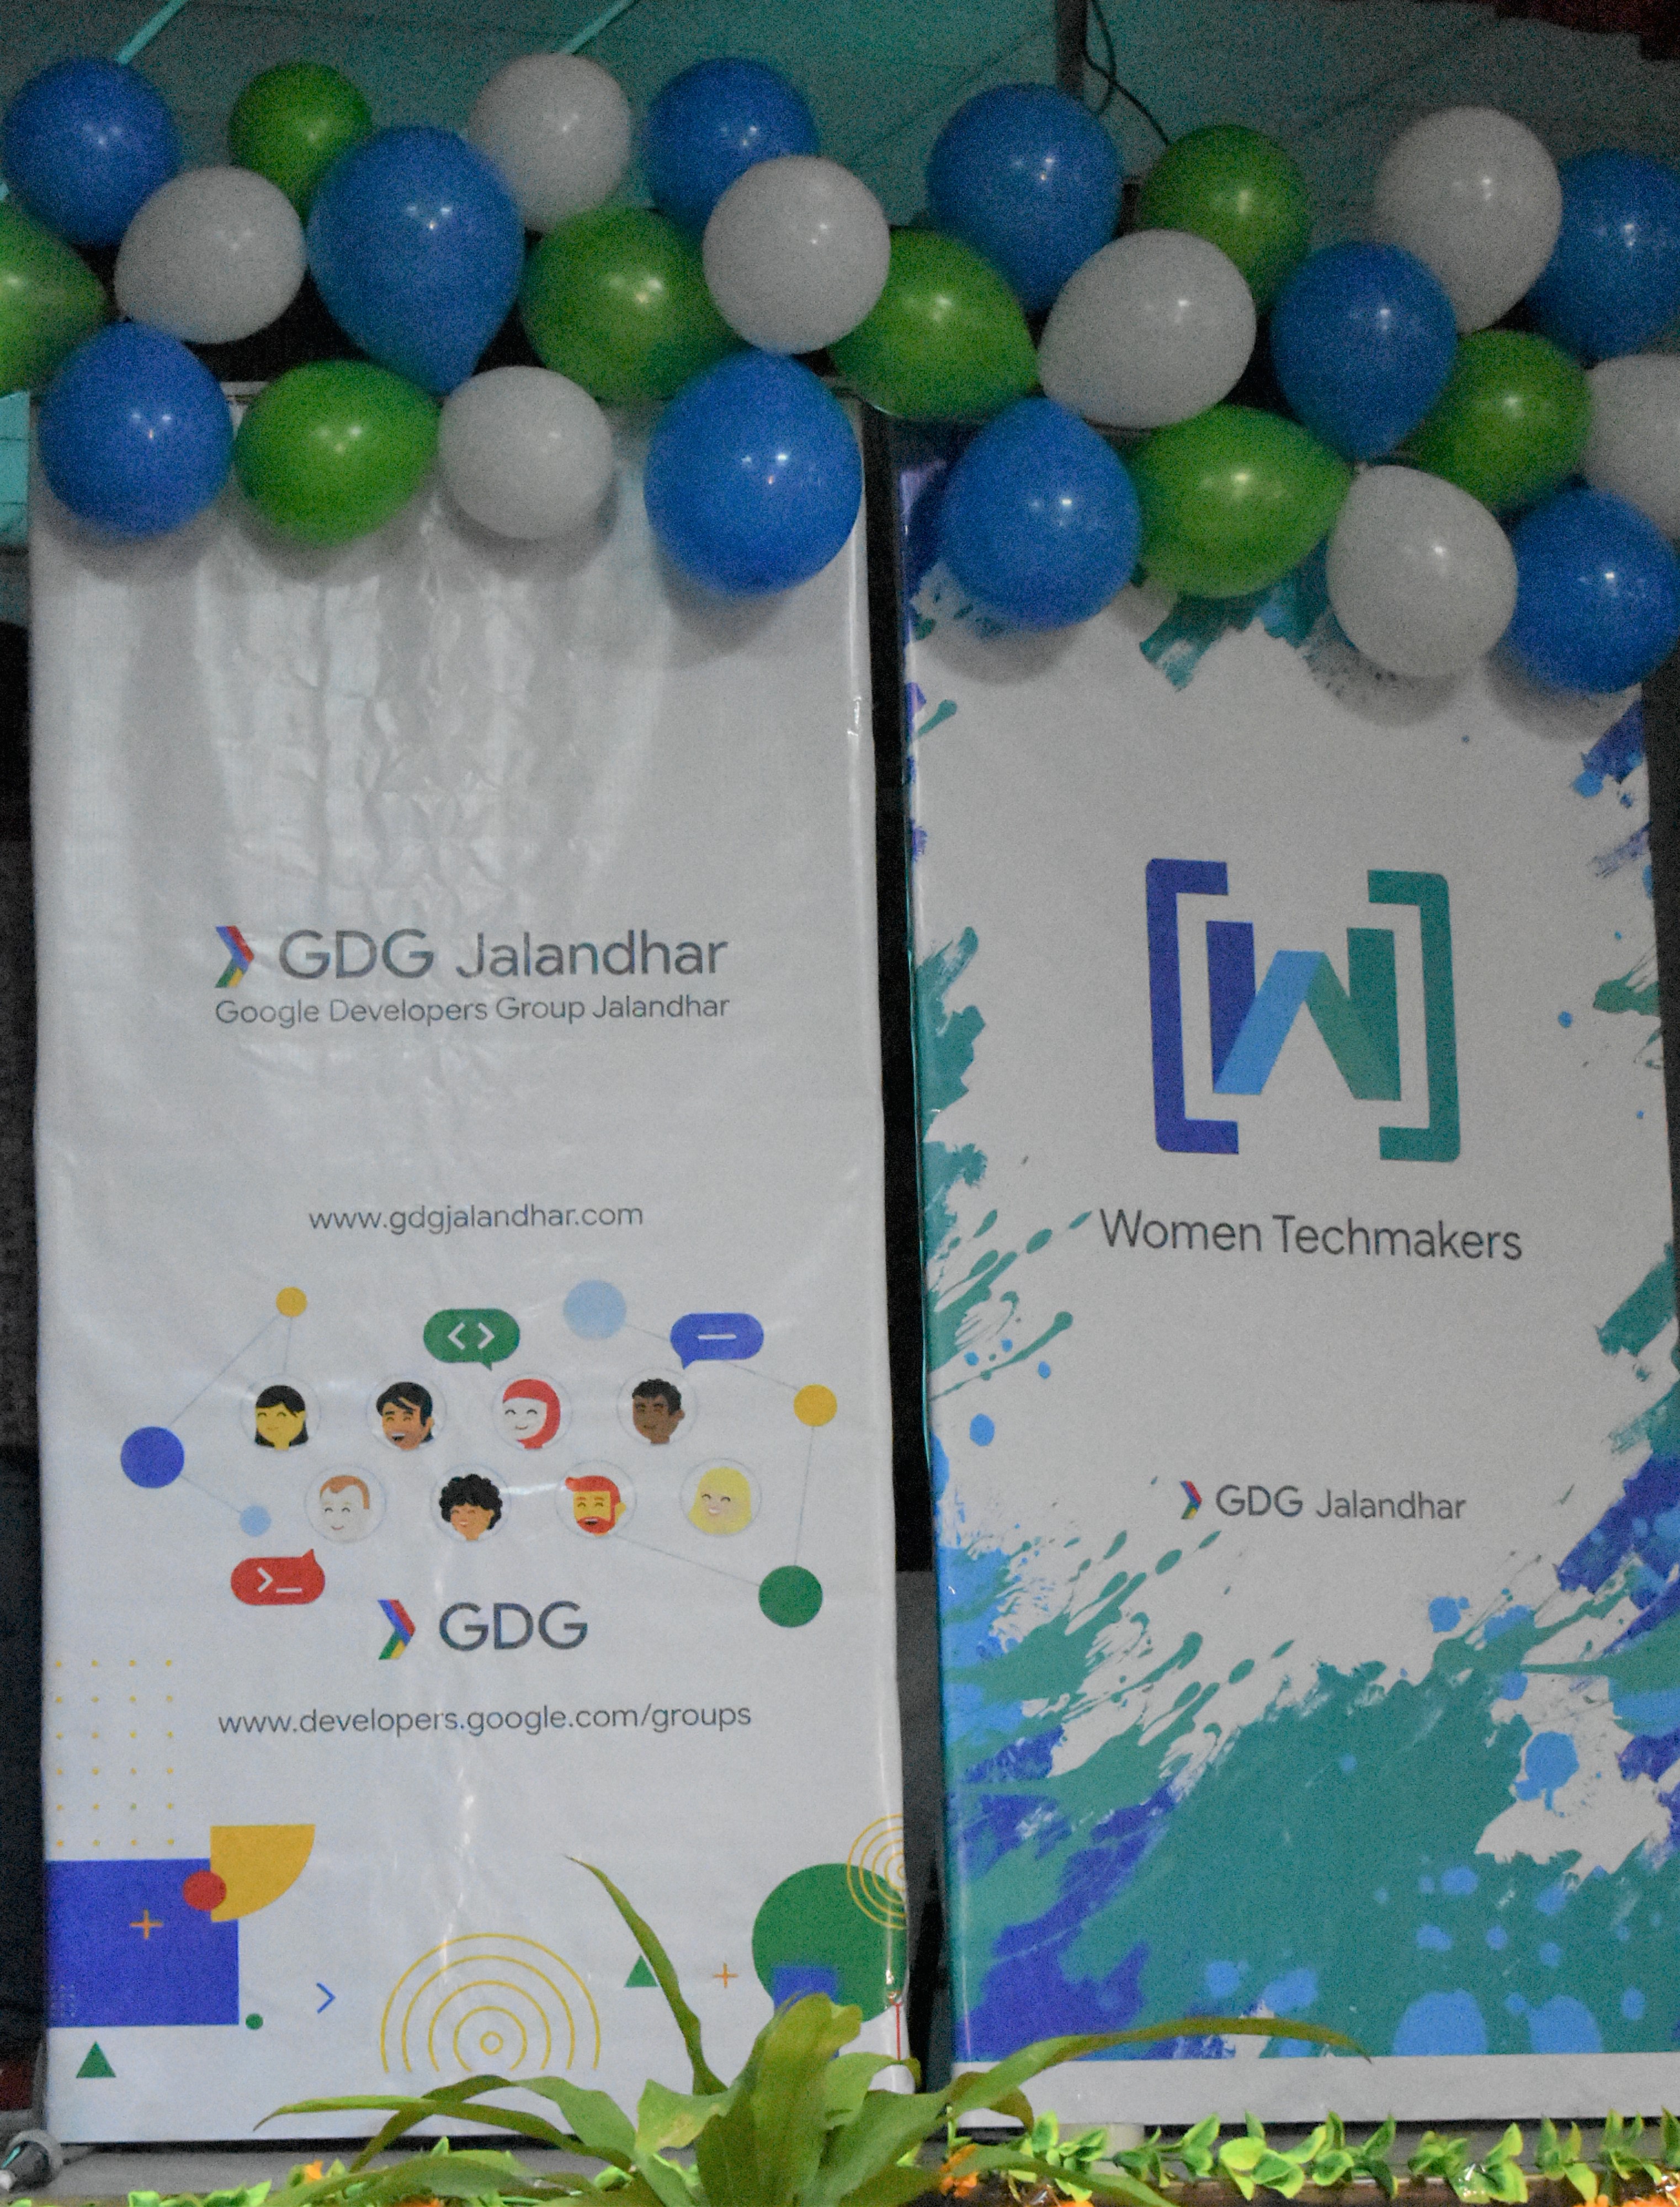 GDG Jalandhar
Google Developers Group Jalandhar
www.gdgjalandhar.com
< >
>_
GDG
www.developers.google.com/groups
[W]
Women Techmakers
GDG Jalandhar